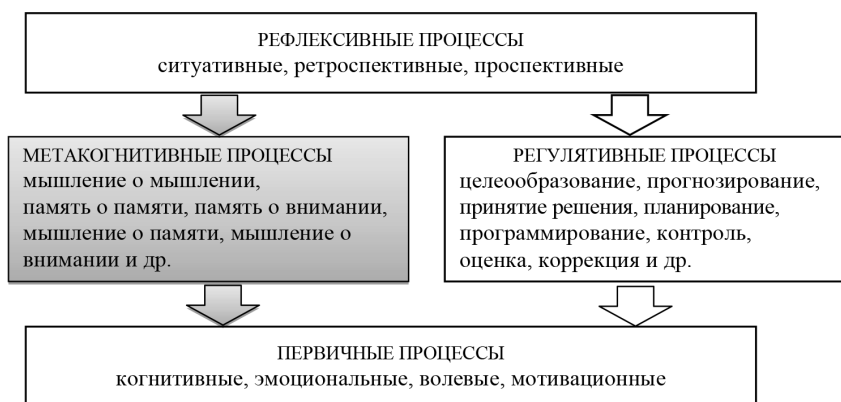 РЕФЛЕКСИВНЫЕ ПРОЦЕССЫ
ситуативные, ретроспективные, проспективные
МЕТАКОГНИТИВНЫЕ ПРОЦЕССЫ
мышление о мышлении,
память о памяти, память о внимании,
мышление о памяти, мышление о
внимании и др.
РЕГУЛЯТИВНЫЕ ПРОЦЕССЫ
целеообразование, прогнозирование,
принятие решения, планирование,
программирование, контроль,
оценка, коррекция и др.
ПЕРВИЧНЫЕ ПРОЦЕССЫ
когнитивные, эмоциональные, волевые, мотивационные